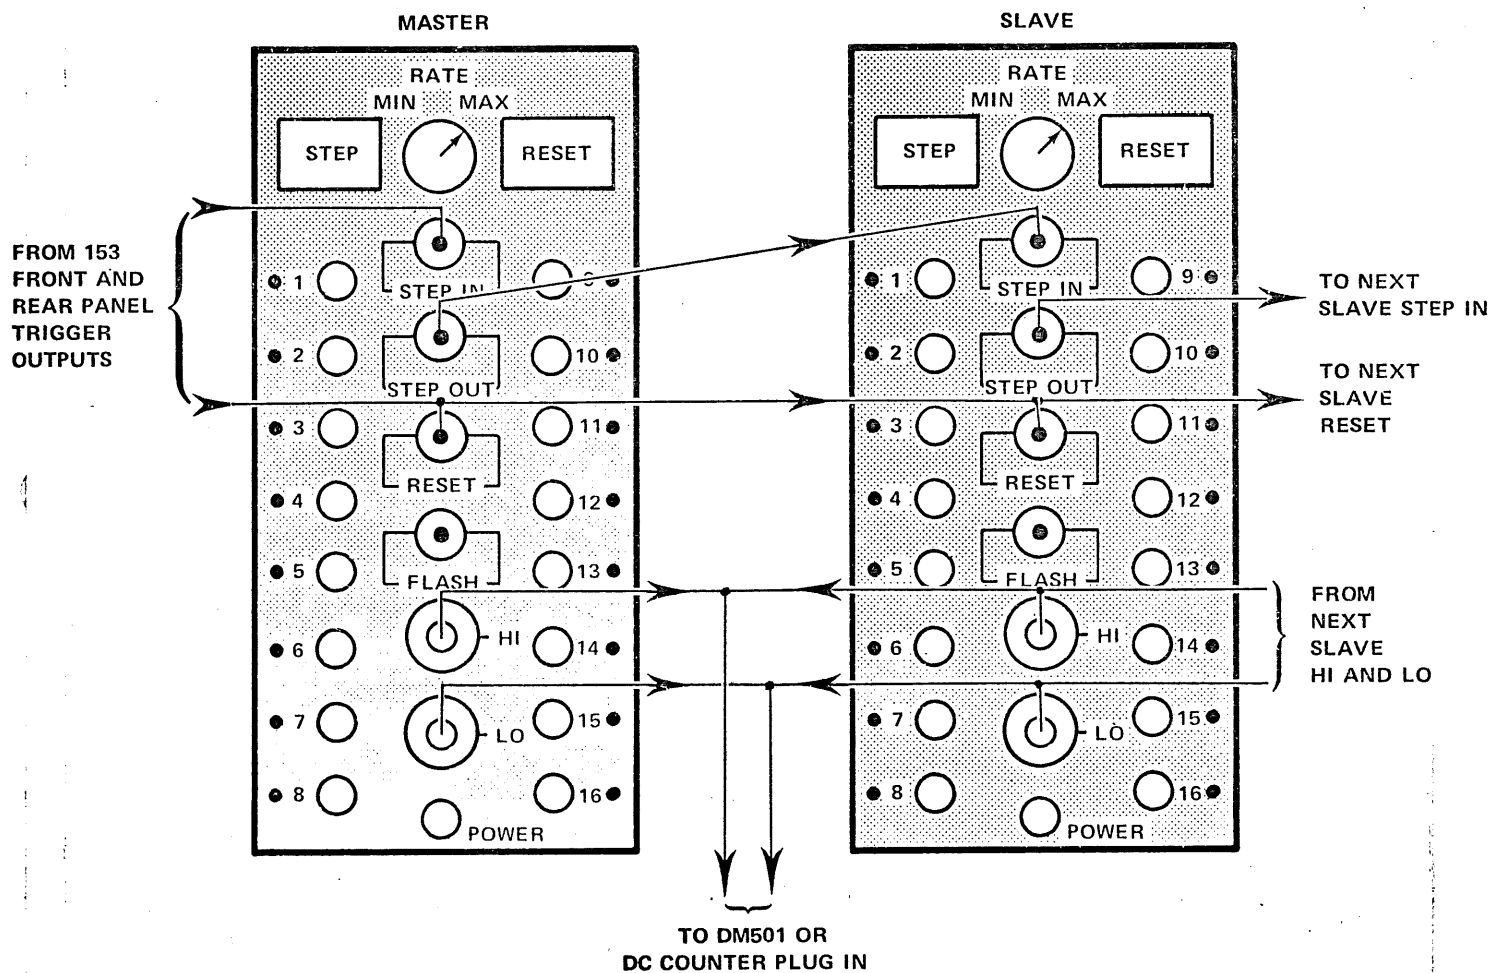 MASTER
RATE
MIN MAX
STEP
RESET
STEP IN
1
9
STEP OUT
2
10
3
11
RESET
4
12
5
13
FLASH
6
HI
14
7
LO
15
8
16
POWER
SLAVE
RATE
MIN MAX
STEP
RESET
STEP IN
1
9
STEP OUT
2
10
3
11
RESET
4
12
5
13
FLASH
6
HI
14
7
LO
15
8
16
POWER
FROM 153
FRONT AND
REAR PANEL
TRIGGER
OUTPUTS
TO NEXT
SLAVE STEP IN
TO NEXT
SLAVE
RESET
FROM
NEXT
SLAVE
HI AND LO
TO DM501 OR
DC COUNTER PLUG IN